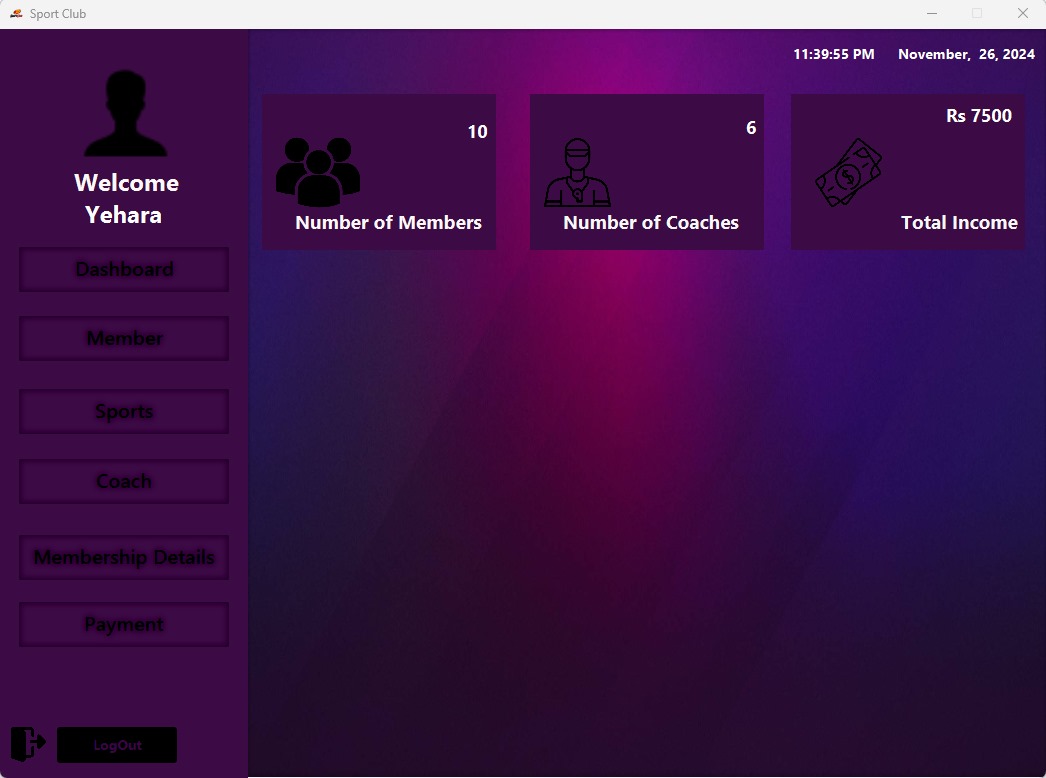 Sport Club
11:39:55 PM November, 26, 2024
Welcome
Yehara
10
6
Rs 7500
Number of Members
Number of Coaches
Total Income
Dashboard
Member
Sports
Coach
Membership Details
Payment
LogOut